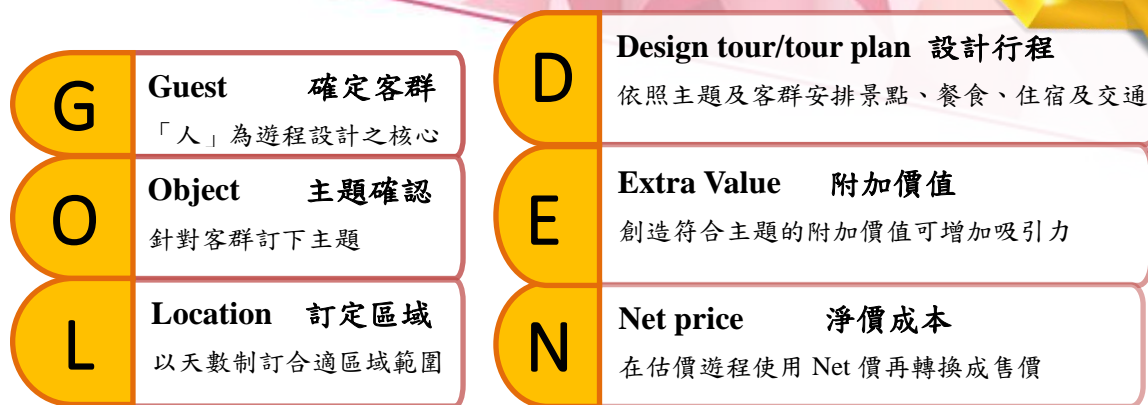 G
Guest 確定客群
「人」為遊程設計之核心
O
Object 主題確認
針對客群訂下主題
L
Location 訂定區域
以天數制訂合適區域範圍
D
Design tour/tour plan 設計行程
依照主題及客群安排景點、餐食、住宿及交通
E
Extra Value 附加價值
創造符合主題的附加價值可增加吸引力
N
Net price 淨價成本
在估價遊程使用 Net 價再轉換成售價